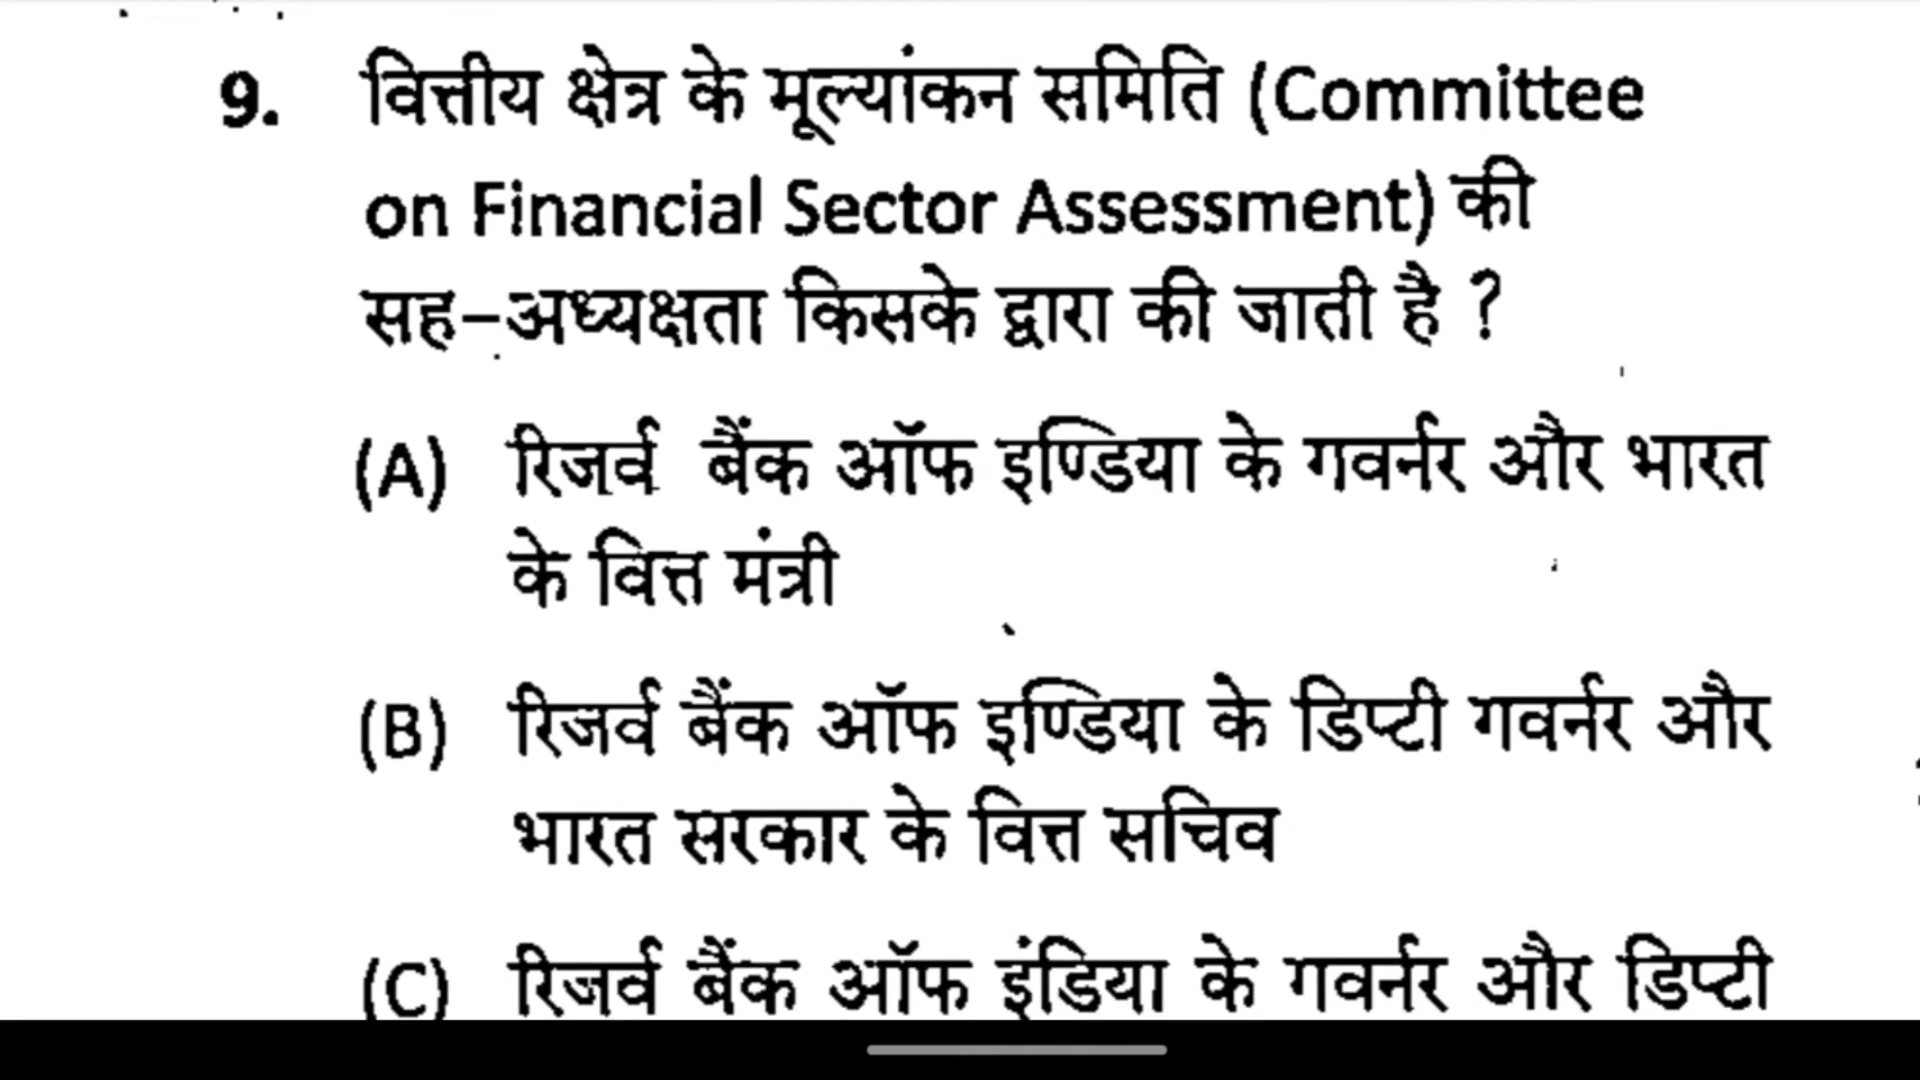 9. वित्तीय क्षेत्र के मूल्यांकन समिति (Committee
on Financial Sector Assessment) की
सह-अध्यक्षता किसके द्वारा की जाती है ?
(A) रिजर्व बैंक ऑफ इण्डिया के गवर्नर और भारत
के वित्त मंत्री
(B) रिजर्व बैंक ऑफ इण्डिया के डिप्टी गवर्नर और
भारत सरकार के वित्त सचिव
(C) रिजर्व बैंक ऑफ इंडिया के गवर्नर और डिप्टी